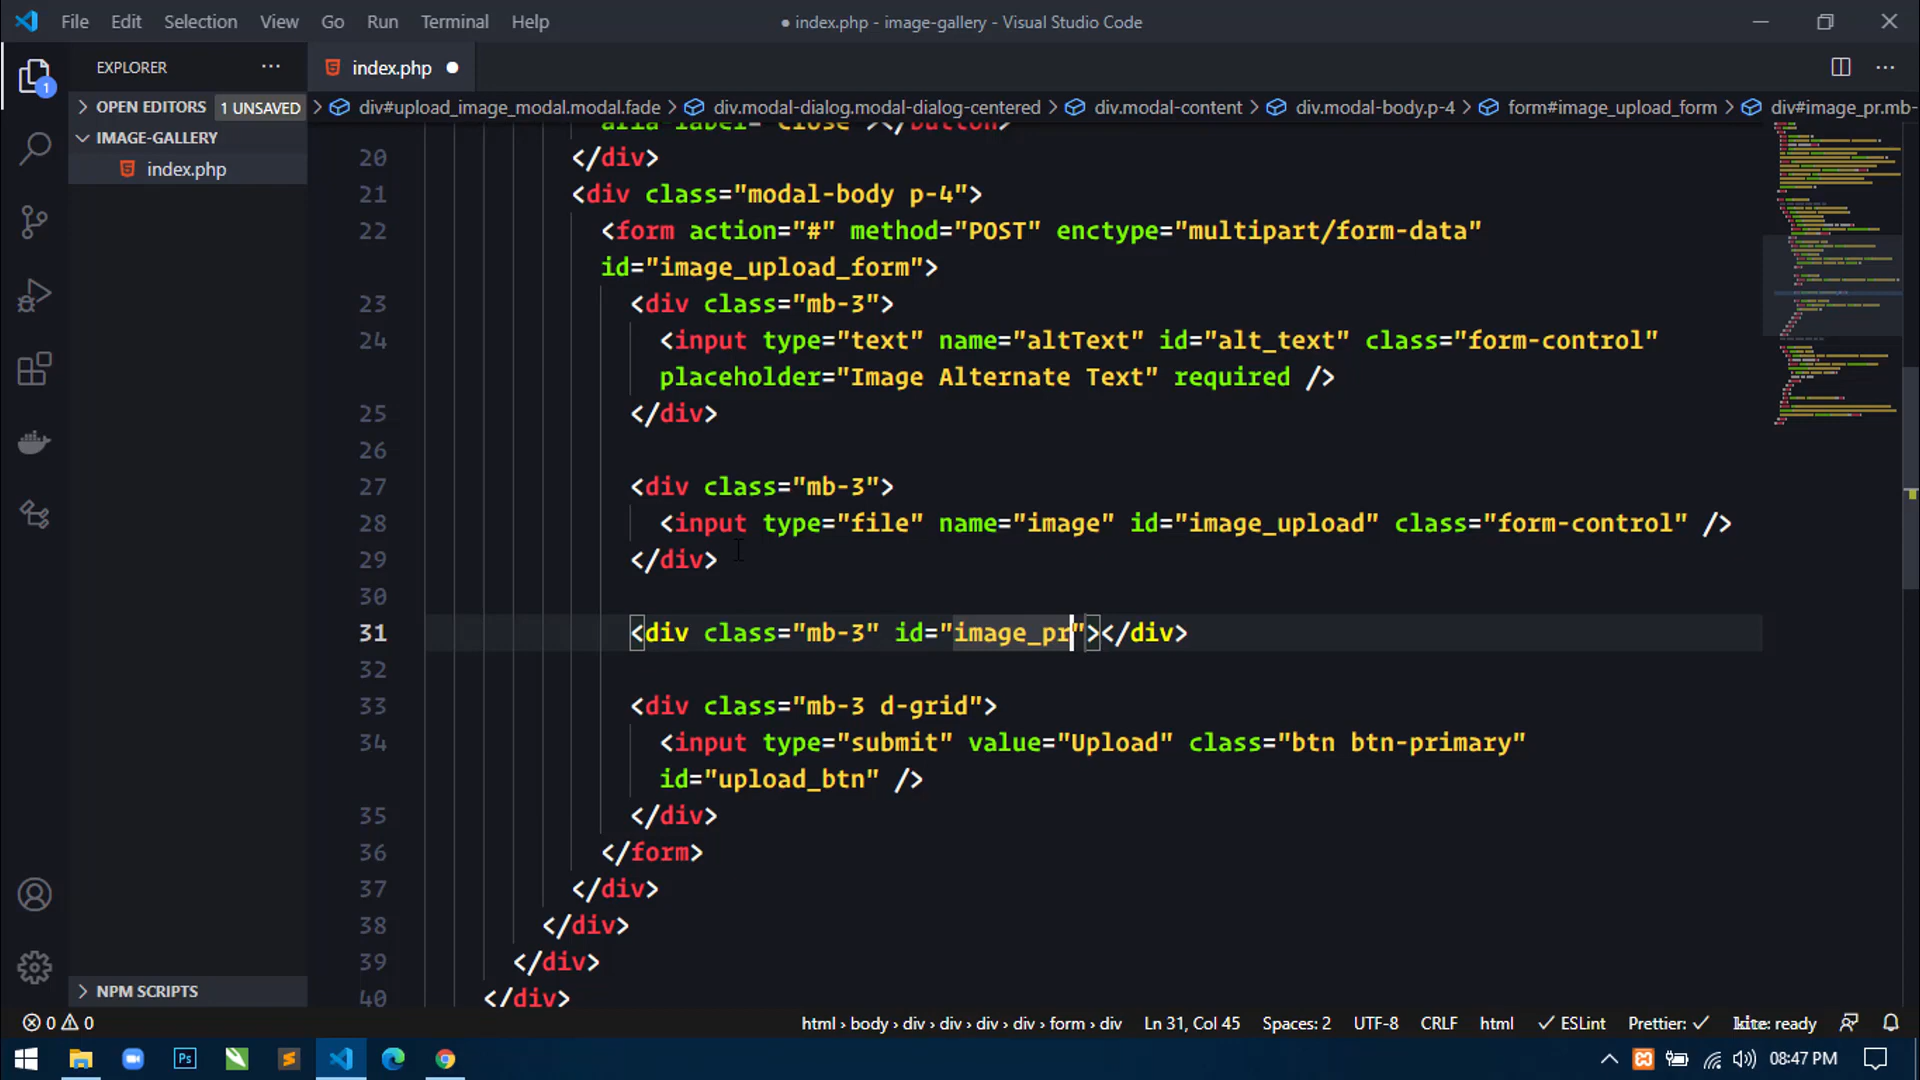 File Edit Selection View Go Run Terminal Help
● index.php - image-gallery - Visual Studio Code
EXPLORER
index.php
1
OPEN EDITORS 1 UNSAVED
div#upload_image_modal.modal.fade > div.modal-dialog.modal-dialog-centered > div.modal-content > div.modal-body.p-4 > form#image_upload_form > div#image_pr.mb-
IMAGE-GALLERY
index.php
aria-label="Close"></button>
20 </div>
21 <div class="modal-body p-4">
22 <form action="#" method="POST" enctype="multipart/form-data"
id="image_upload_form">
23 <div class="mb-3">
24 <input type="text" name="altText" id="alt_text" class="form-control"
placeholder="Image Alternate Text" required />
25 </div>
26
27 <div class="mb-3">
28 <input type="file" name="image" id="image_upload" class="form-control" />
29 </div>
30
31 <div class="mb-3" id="image_pr"></div>
32
33 <div class="mb-3 d-grid">
34 <input type="submit" value="Upload" class="btn btn-primary"
id="upload_btn" />
35 </div>
36 </form>
37 </div>
38 </div>
39 </div>
40 </div>
NPM SCRIPTS
0 0
html › body › div › div › div › div › form › div
Ln 31, Col 45
Spaces: 2
UTF-8
CRLF
html
ESLint
Prettier: ✓
kite: ready
Ps
08:47 PM